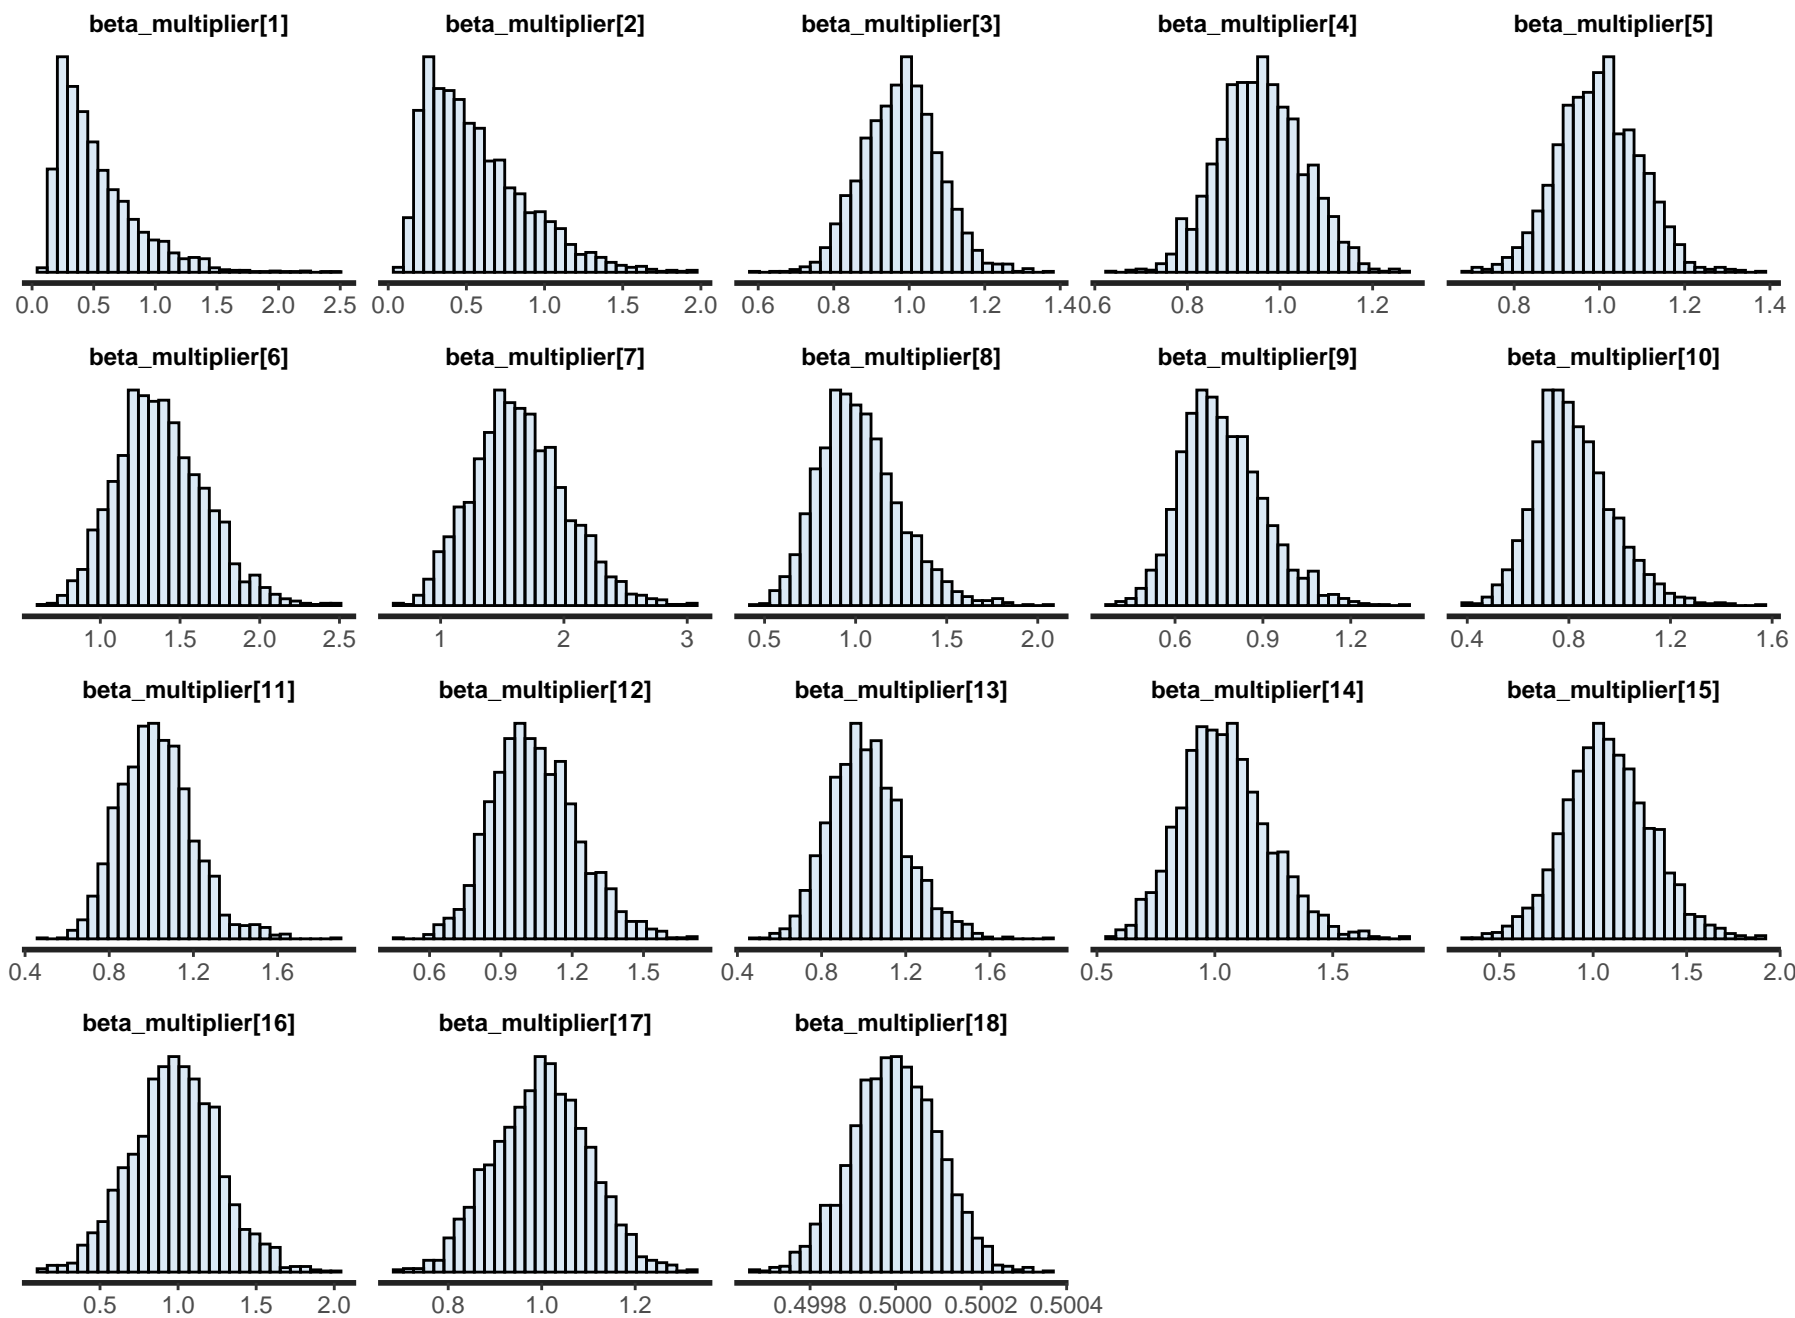 beta_multiplier[1] beta_multiplier[2] beta_multiplier[3] beta_multiplier[4] beta_multiplier[5]
0.0 0.5 1.0 1.5 2.0 2.5 0.0 0.5 1.0 1.5 2.0 0.6 0.8 1.0 1.2 1.4 0.6 0.8 1.0 1.2 0.8 1.0 1.2 1.4
beta_multiplier[6] beta_multiplier[7] beta_multiplier[8] beta_multiplier[9] beta_multiplier[10]
1.0 1.5 2.0 2.5 1 2 3 0.5 1.0 1.5 2.0 0.6 0.9 1.2 0.4 0.8 1.2 1.6
beta_multiplier[11] beta_multiplier[12] beta_multiplier[13] beta_multiplier[14] beta_multiplier[15]
0.4 0.8 1.2 1.6 0.6 0.9 1.2 1.5 0.4 0.8 1.2 1.6 0.5 1.0 1.5 0.5 1.0 1.5 2.0
beta_multiplier[16] beta_multiplier[17] beta_multiplier[18]
0.5 1.0 1.5 2.0 0.8 1.0 1.2 0.4998 0.5000 0.5002 0.5004